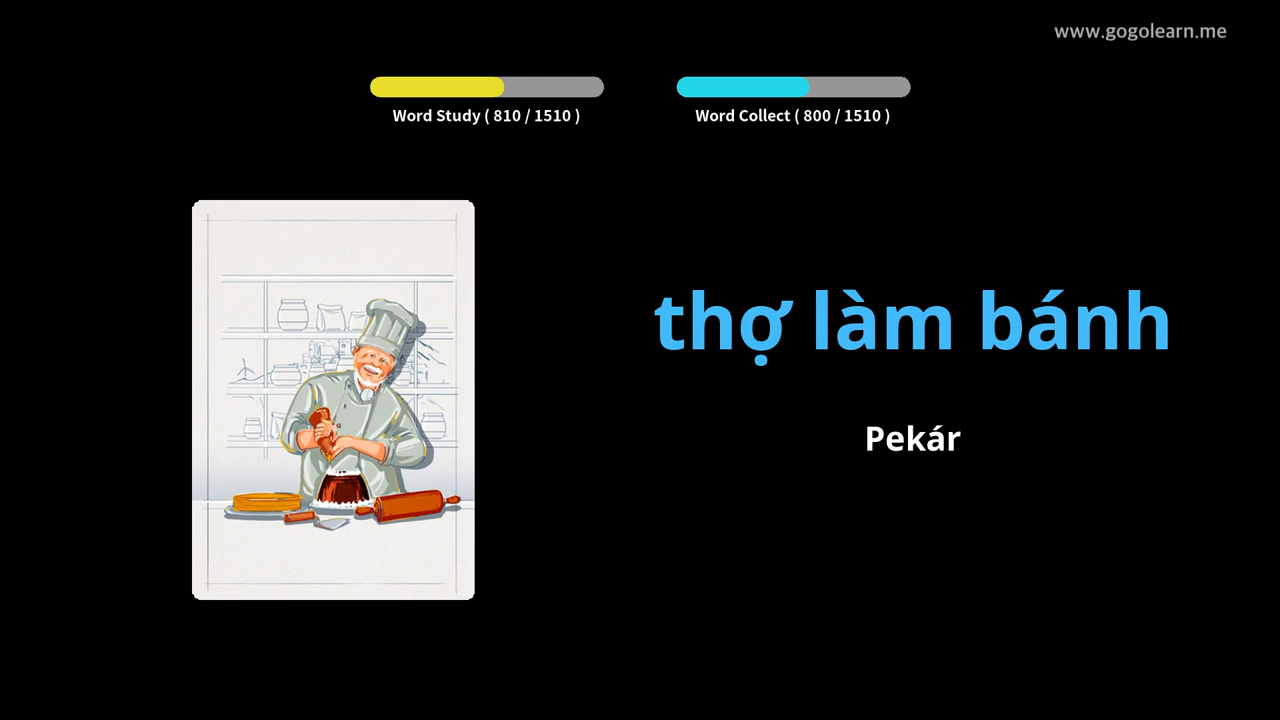 www.gogolearn.me
Word Study ( 810 / 1510 )
Word Collect ( 800 / 1510 )
thợ làm bánh
Pekár